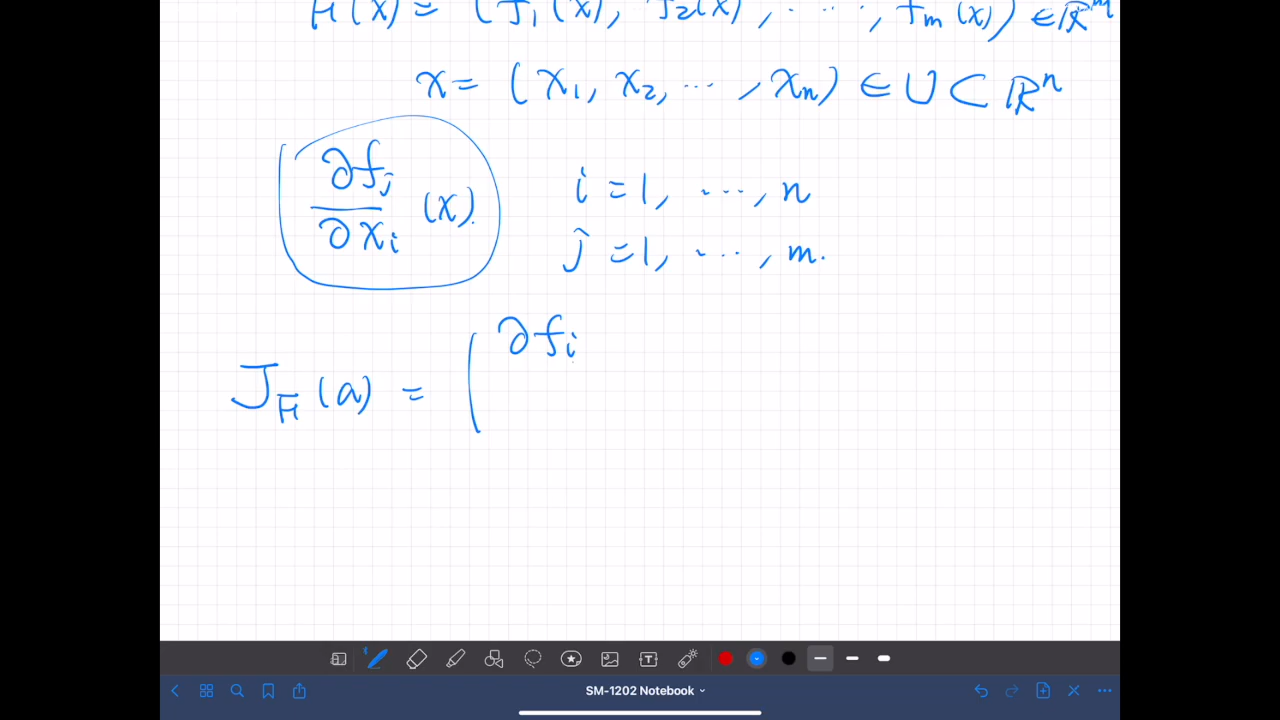 F(x) = (f₁(x), f₂(x), ..., fₘ(x)) ∈ ℝᵐ
x = (x₁, x₂, ..., xₙ) ∈ U ⊂ ℝⁿ
∂fⱼ/∂xᵢ (x). i = 1, ..., n
j = 1, ..., m.
J_F (a) = [ ∂fᵢ
SM-1202 Notebook